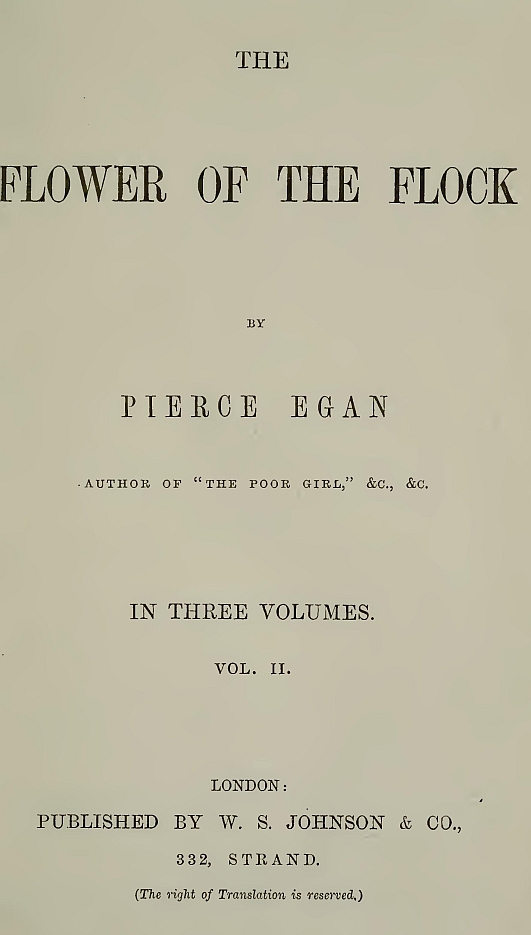 THE
FLOWER OF THE FLOCK
BY
PIERCE EGAN
AUTHOR OF "THE POOR GIRL," &C., &C.
IN THREE VOLUMES.
VOL. II.
LONDON:
PUBLISHED BY W. S. JOHNSON & CO.,
332, STRAND.
(The right of Translation is reserved.)